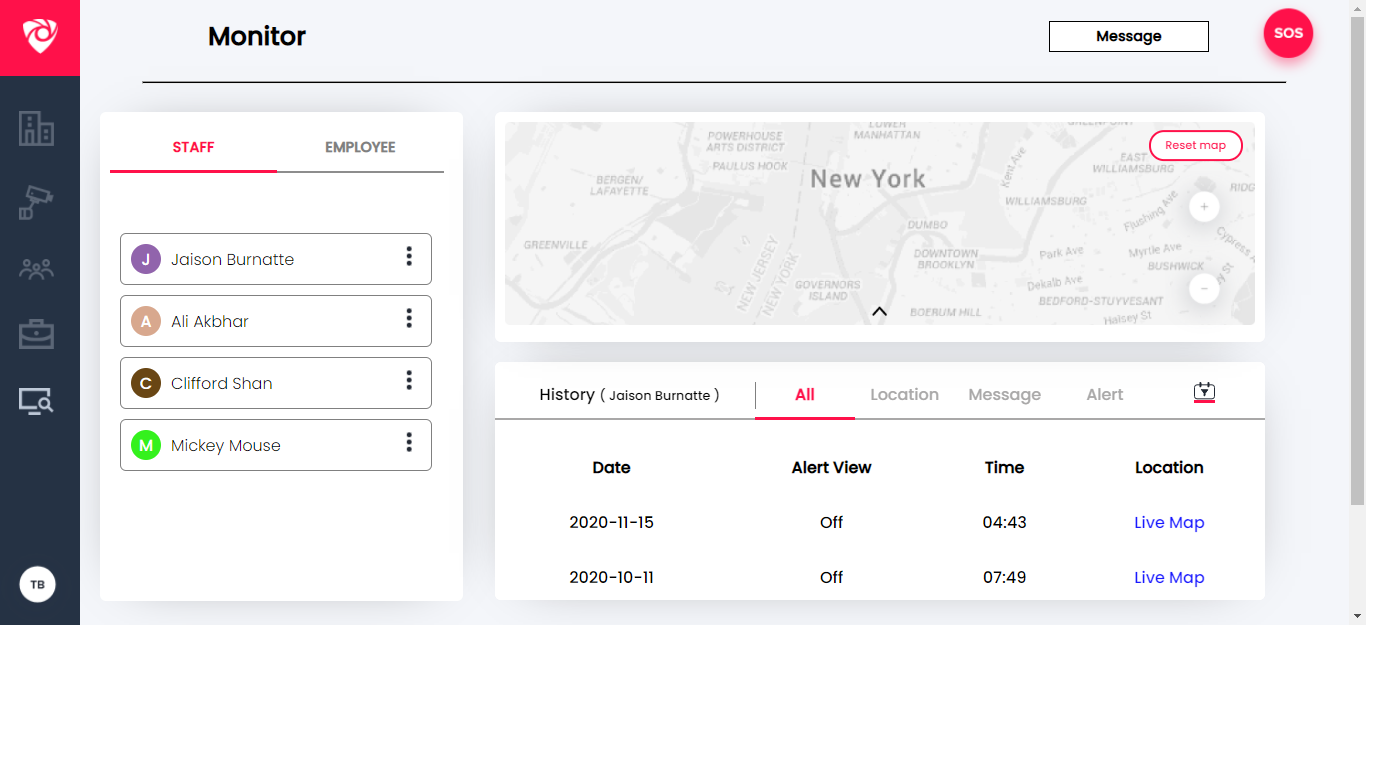 Monitor
Message
SOS
STAFF
EMPLOYEE
J
Jaison Burnatte
A
Ali Akbhar
C
Clifford Shan
M
Mickey Mouse
TB
LOWER
MANHATTAN
GREENPOINT
POWERHOUSE
ARTS DISTRICT
Reset map
PAULUS HOOK
EAST
WILLIAMSBURG
BERGEN/
LAFAYETTE
New York
Kent Ave
RIDG
WILLIAMSBURG
+
Flushing Ave
DUMBO
Cypress A
GREENVILLE
NEW JERSEY
NEW YORK
DOWNTOWN
BROOKLYN
Park Ave
Myrtle Ave
BUSHWICK
GOVERNORS
ISLAND
Dekalb Ave
y St
-
BEDFORD-STUYVESANT
BOERUM HILL
Halsey St
History ( Jaison Burnatte )
All
Location
Message
Alert
Date
Alert View
Time
Location
2020-11-15
Off
04:43
Live Map
2020-10-11
Off
07:49
Live Map